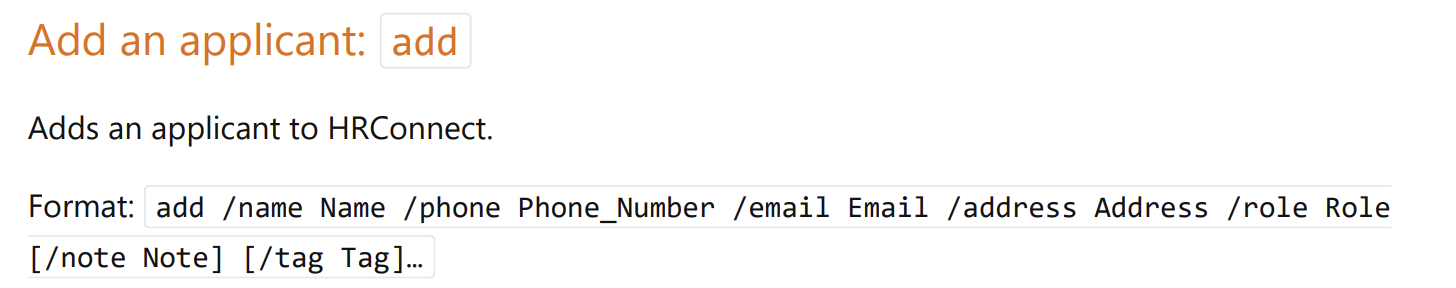 Add an applicant: add
Adds an applicant to HRConnect.
Format: add /name Name /phone Phone_Number /email Email /address Address /role Role
[/note Note] [/tag Tag]…